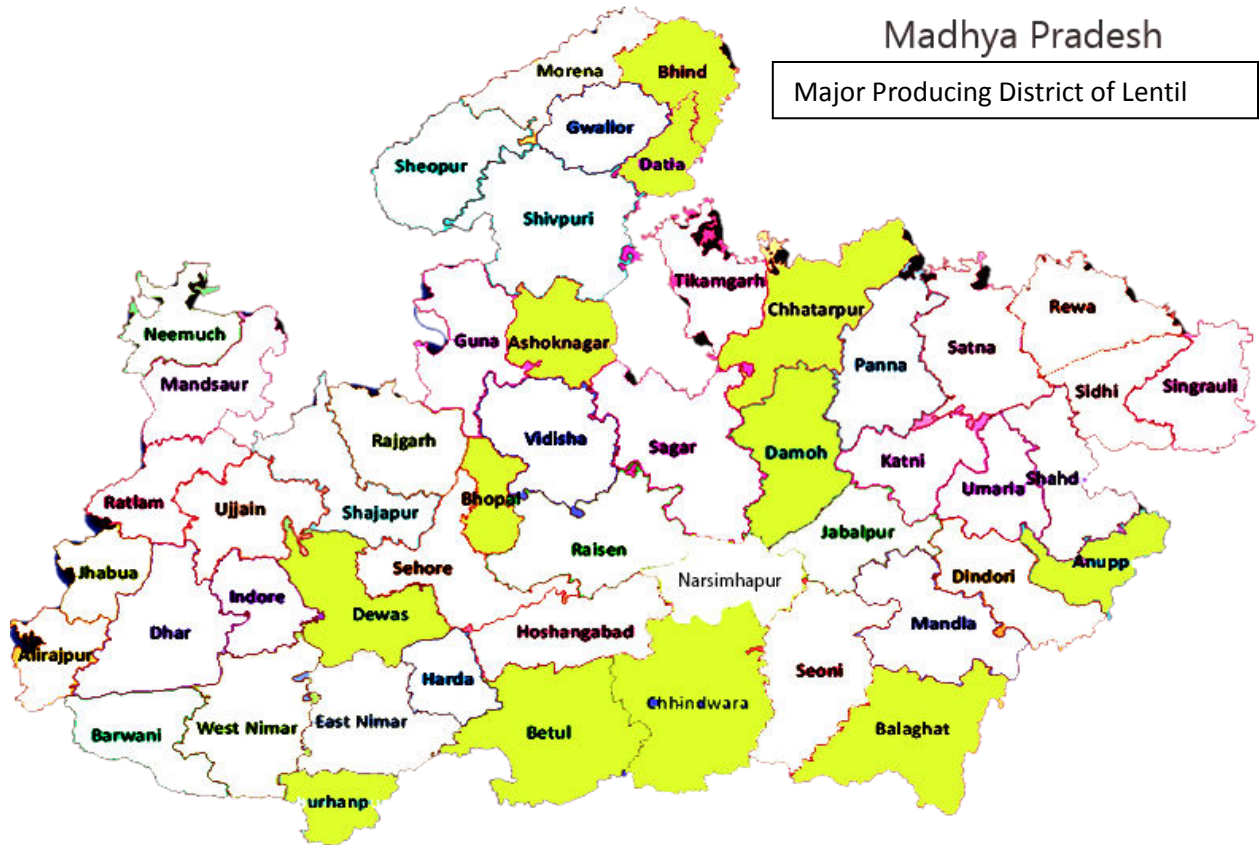 Madhya Pradesh
Major Producing District of Lentil
Morena
Bhind
Gwalior
Sheopur
Datia
Shivpuri
Tikamgarh
Neemuch
Guna
Ashoknagar
Chhatarpur
Rewa
Satna
Panna
Mandsaur
Sidhi
Singrauli
Rajgarh
Vidisha
Sagar
Damoh
Katni
Umaria
Shahd
Ratlam
Ujjain
Shajapur
Bhopal
Raisen
Jabalpur
Jhabua
Sehore
Narsimhapur
Dindori
Anupp
Indore
Dewas
Dhar
Hoshangabad
Mandla
Alirajpur
Harda
Seoni
Chhindwara
Barwani
West Nimar
East Nimar
Betul
Balaghat
urhanp